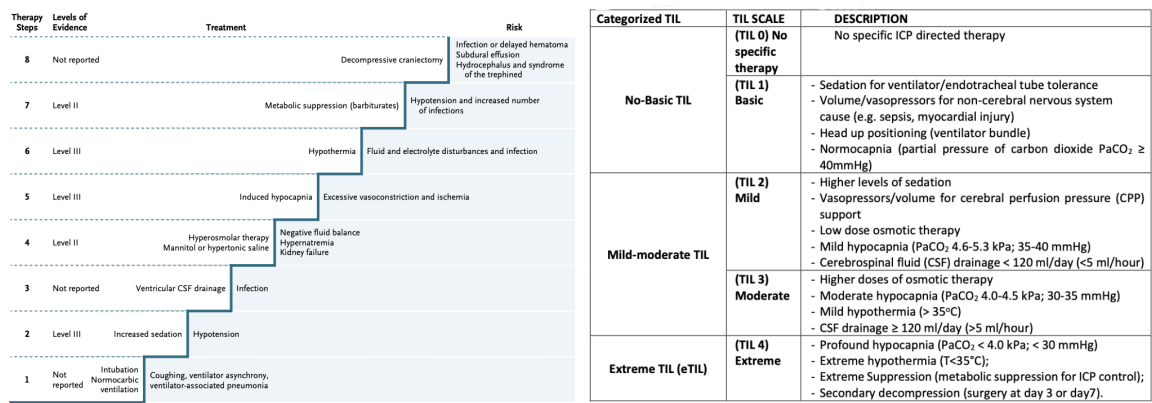 Therapy Steps
Levels of Evidence
Treatment
Risk
8
Not reported
Decompressive craniectomy
Infection or delayed hematoma
Subdural effusion
Hydrocephalus and syndrome
of the trephined
7
Level II
Metabolic suppression (barbiturates)
Hypotension and increased number
of infections
6
Level III
Hypothermia
Fluid and electrolyte disturbances and infection
5
Level III
Induced hypocapnia
Excessive vasoconstriction and ischemia
4
Level II
Hyperosmolar therapy
Mannitol or hypertonic saline
Negative fluid balance
Hypernatremia
Kidney failure
3
Not reported
Ventricular CSF drainage
Infection
2
Level III
Increased sedation
Hypotension
1
Not
reported
Intubation
Normocarbic
ventilation
Coughing, ventilator asynchrony,
ventilator-associated pneumonia
Categorized TIL
TIL SCALE
DESCRIPTION
No-Basic TIL
(TIL 0) No
specific
therapy
No specific ICP directed therapy
(TIL 1)
Basic
- Sedation for ventilator/endotracheal tube tolerance
- Volume/vasopressors for non-cerebral nervous system
cause (e.g. sepsis, myocardial injury)
- Head up positioning (ventilator bundle)
- Normocapnia (partial pressure of carbon dioxide PaCO₂ ≥
40mmHg)
Mild-moderate TIL
(TIL 2)
Mild
- Higher levels of sedation
- Vasopressors/volume for cerebral perfusion pressure (CPP)
support
- Low dose osmotic therapy
- Mild hypocapnia (PaCO₂ 4.6-5.3 kPa; 35-40 mmHg)
- Cerebrospinal fluid (CSF) drainage < 120 ml/day (<5 ml/hour)
(TIL 3)
Moderate
- Higher doses of osmotic therapy
- Moderate hypocapnia (PaCO₂ 4.0-4.5 kPa; 30-35 mmHg)
- Mild hypothermia (> 35ᵒC)
- CSF drainage ≥ 120 ml/day (>5 ml/hour)
Extreme TIL (eTIL)
(TIL 4)
Extreme
- Profound hypocapnia (PaCO₂ < 4.0 kPa; < 30 mmHg)
- Extreme hypothermia (T<35°C);
- Extreme Suppression (metabolic suppression for ICP control);
- Secondary decompression (surgery at day 3 or day7).